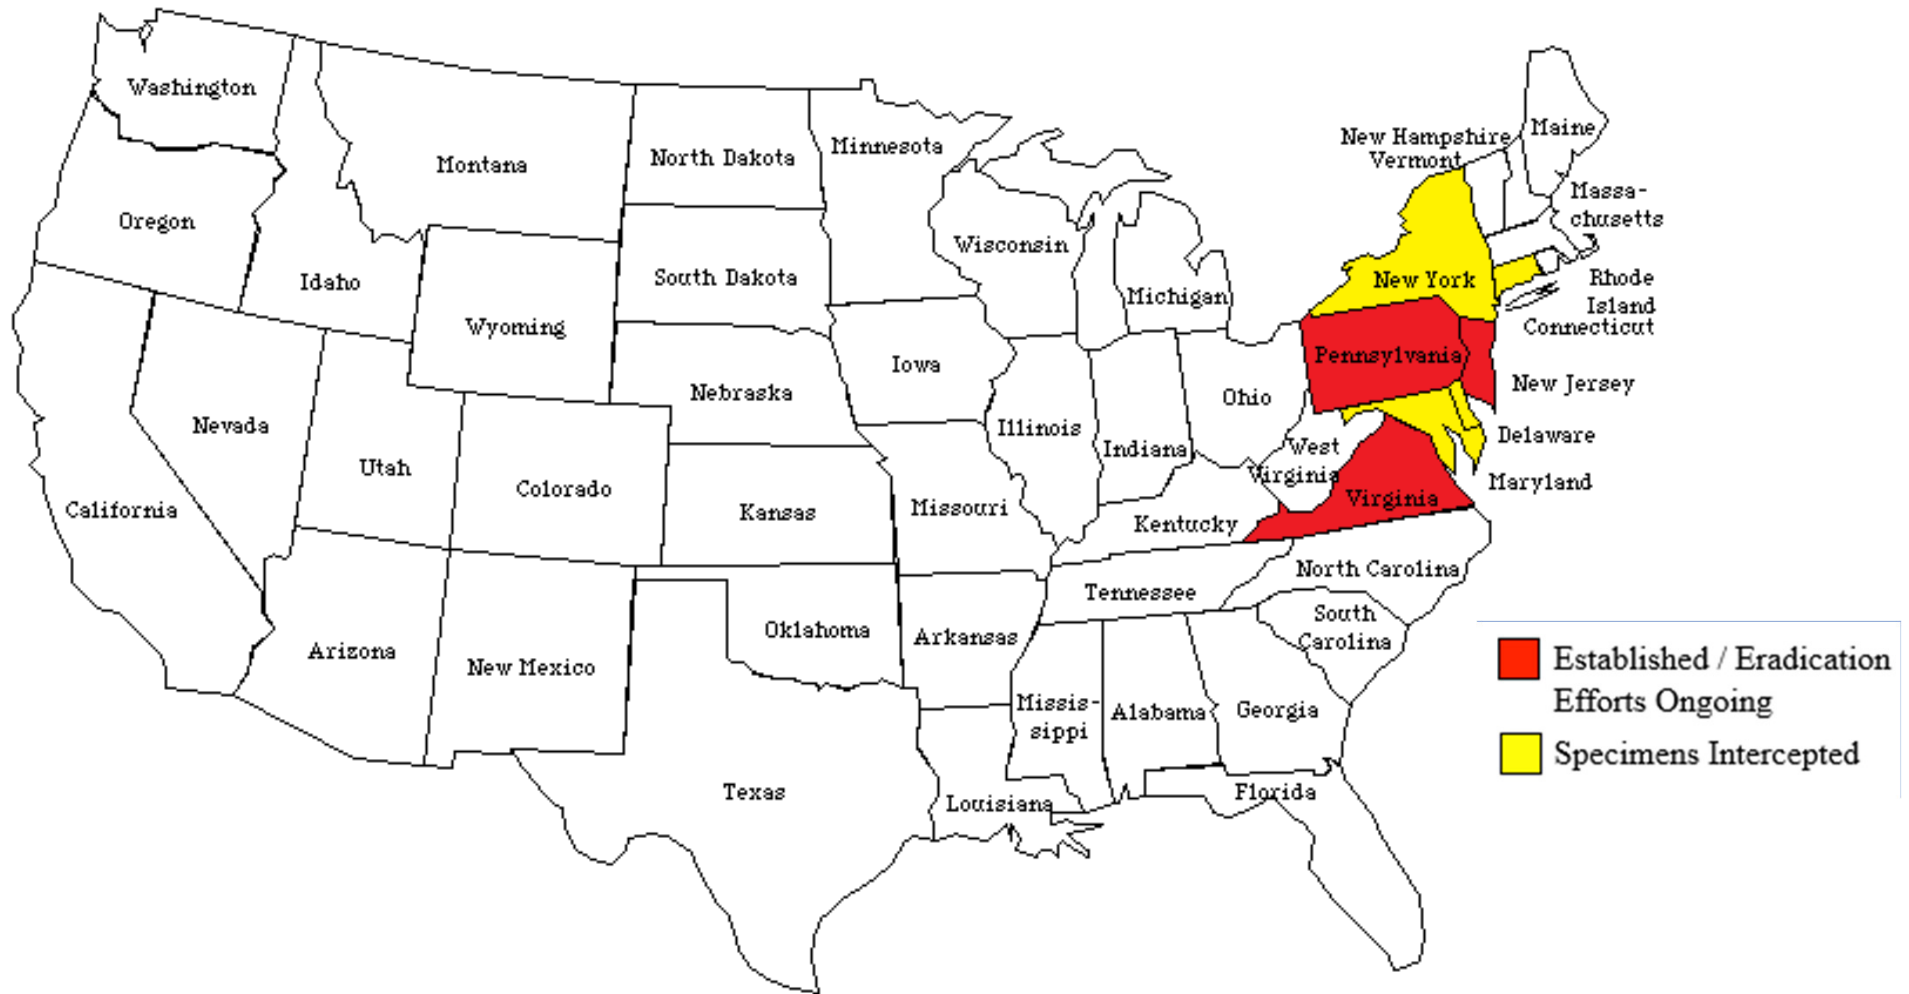 Washington
Montana
North Dakota
Minnesota
New Hampshire
Maine
Vermont
Massa-
chusetts
Oregon
Idaho
Wyoming
South Dakota
Wisconsin
Michigan
New York
Rhode
Island
Connecticut
Pennsylvania
New Jersey
Nebraska
Iowa
Ohio
Nevada
Utah
Colorado
Illinois
Indiana
West
Virginia
Delaware
Maryland
California
Kansas
Missouri
Kentucky
Virginia
North Carolina
Tennessee
South
Carolina
Arizona
New Mexico
Oklahoma
Arkansas
Missis-
sippi
Alabama
Georgia
Texas
Louisiana
Florida
Established / Eradication
Efforts Ongoing
Specimens Intercepted